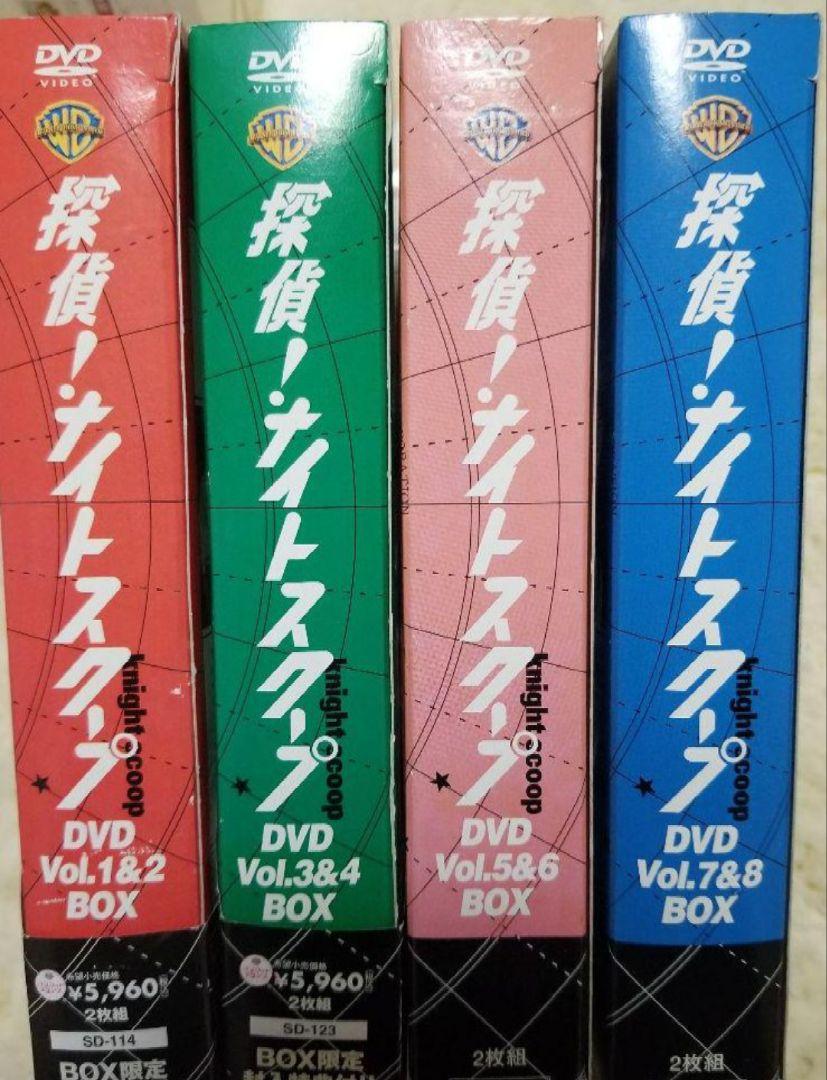 DVD
VIDEO
WB
探偵!ナイトスクープ
knight scoop
DVD
Vol.1&2
BOX
希望小売価格
¥5,960
2枚組
SD-114
BOX限定
DVD
VIDEO
WB
探偵!ナイトスクープ
knight scoop
DVD
Vol.3&4
BOX
希望小売価格
¥5,960
2枚組
SD-123
BOX限定
封入特典付
DVD
VIDEO
WB
探偵!ナイトスクープ
knight scoop
DVD
Vol.5&6
BOX
2枚組
DVD
VIDEO
WB
探偵!ナイトスクープ
knight scoop
DVD
Vol.7&8
BOX
2枚組